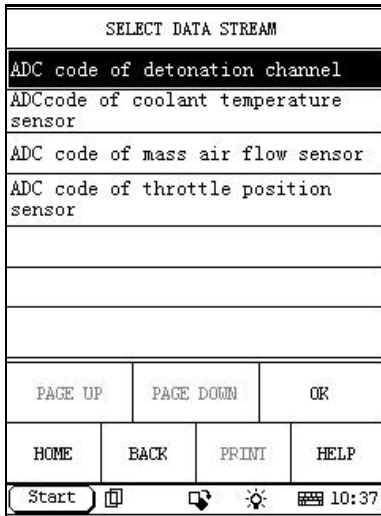 SELECT DATA STREAM
ADC code of detonation channel
ADCcode of coolant temperature
sensor
ADC code of mass air flow sensor
ADC code of throttle position
sensor
PAGE UP PAGE DOWN OK
HOME BACK PRINT HELP
Start 10:37